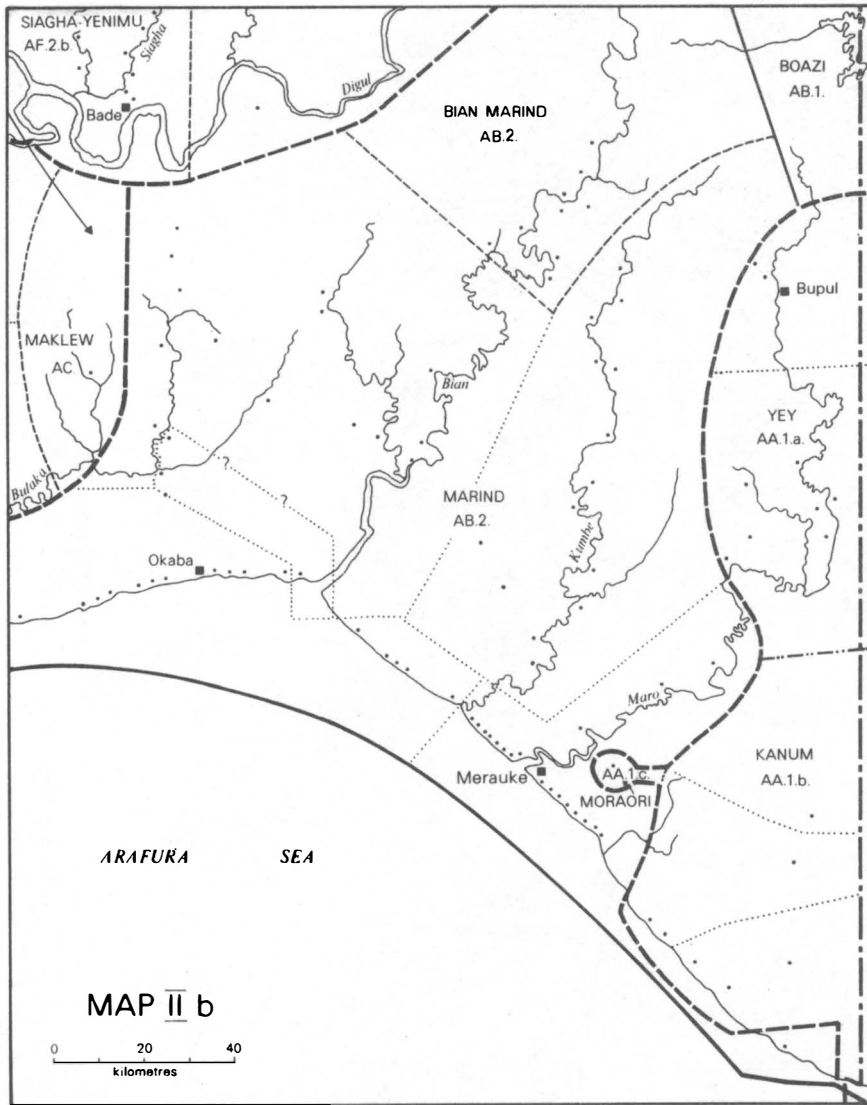 SIAGHA-YENIMU
AF.2.b.
Siagha
Bade
Digul
BIAN MARIND
AB.2.
BOAZI
AB.1.
Bupul
MAKLEW
AC.
Bian
YEY
AA.1.a.
Bulaka
?
?
MARIND
AB.2.
Kumbe
Okaba
Maro
KANUM
AA.1.b.
Merauke
AA.1.c.
MORAORI
ARAFURA SEA
MAP II b
0 20 40
kilometres